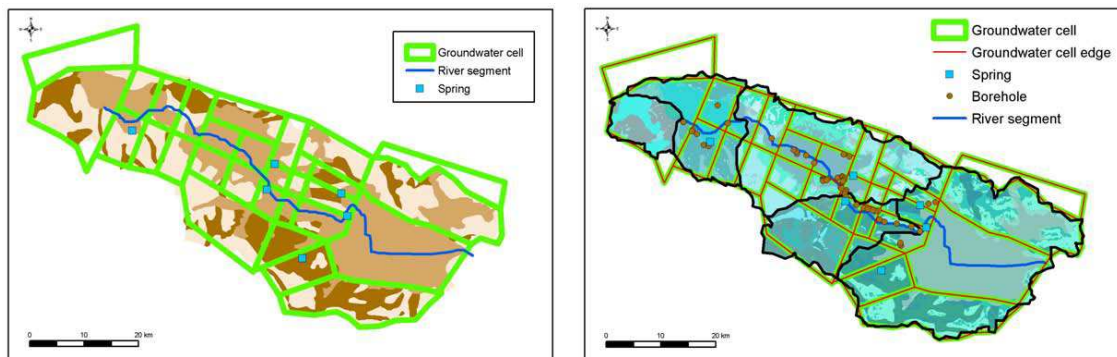 Groundwater cell
River segment
Spring
0 10 20 km
Groundwater cell
Groundwater cell edge
Spring
Borehole
River segment
0 10 20 km